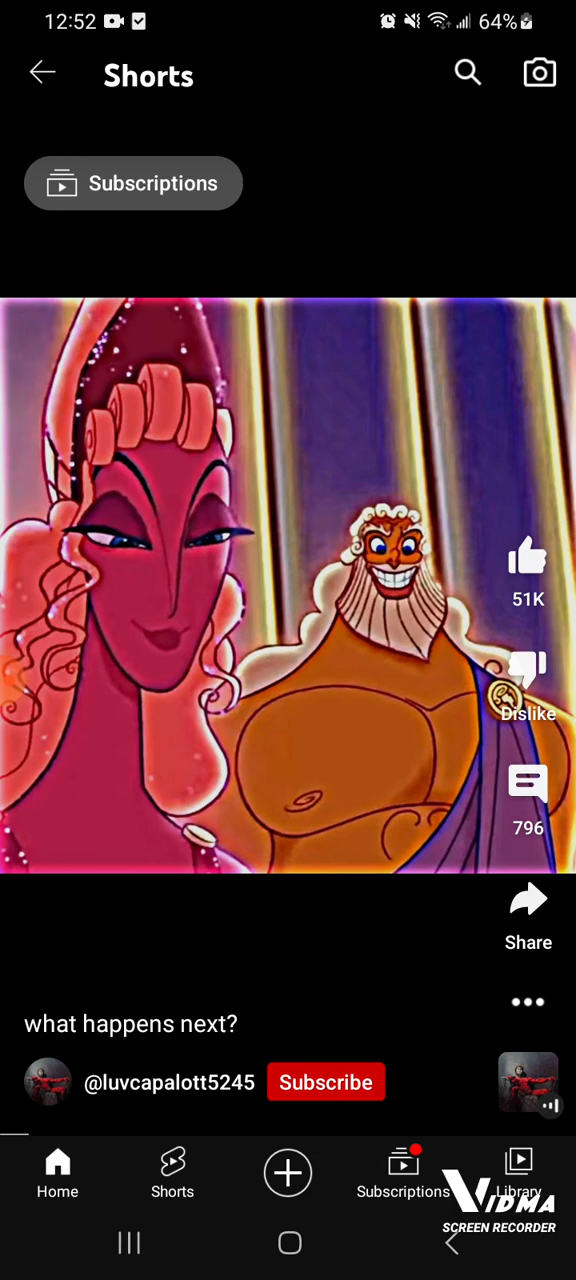 12:52
64%
Shorts
Subscriptions
51K
Dislike
796
Share
what happens next?
@luvcapalott5245
Subscribe
Home
Shorts
Subscriptions
Library
VIDMA
SCREEN RECORDER